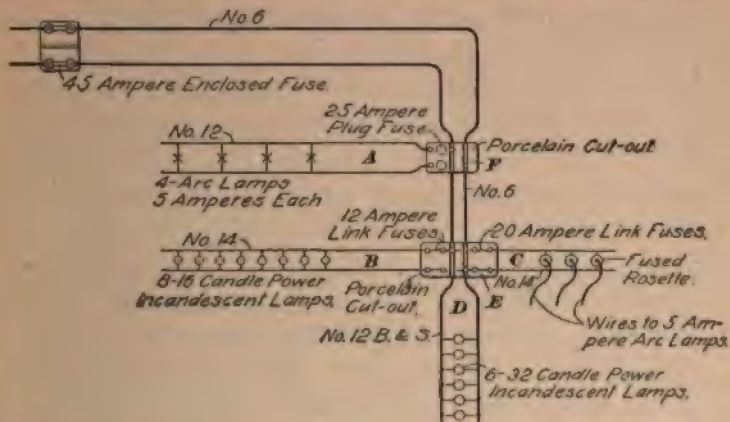 No. 6
45 Ampere Enclosed Fuse
25 Ampere
Plug Fuse
Porcelain Cut-out
No. 12
A
F
4-Arc Lamps
5 Amperes Each
No. 6
12 Ampere
Link Fuses
20 Ampere Link Fuses.
No. 14
B
C
Fused
Rosette.
8-16 Candle Power
Incandescent Lamps.
Porcelain
Cut-out.
No. 14
D
E
Wires to 5 Am-
pere Arc Lamps.
No. 12 B. & S.
6-32 Candle Power
Incandescent Lamps.